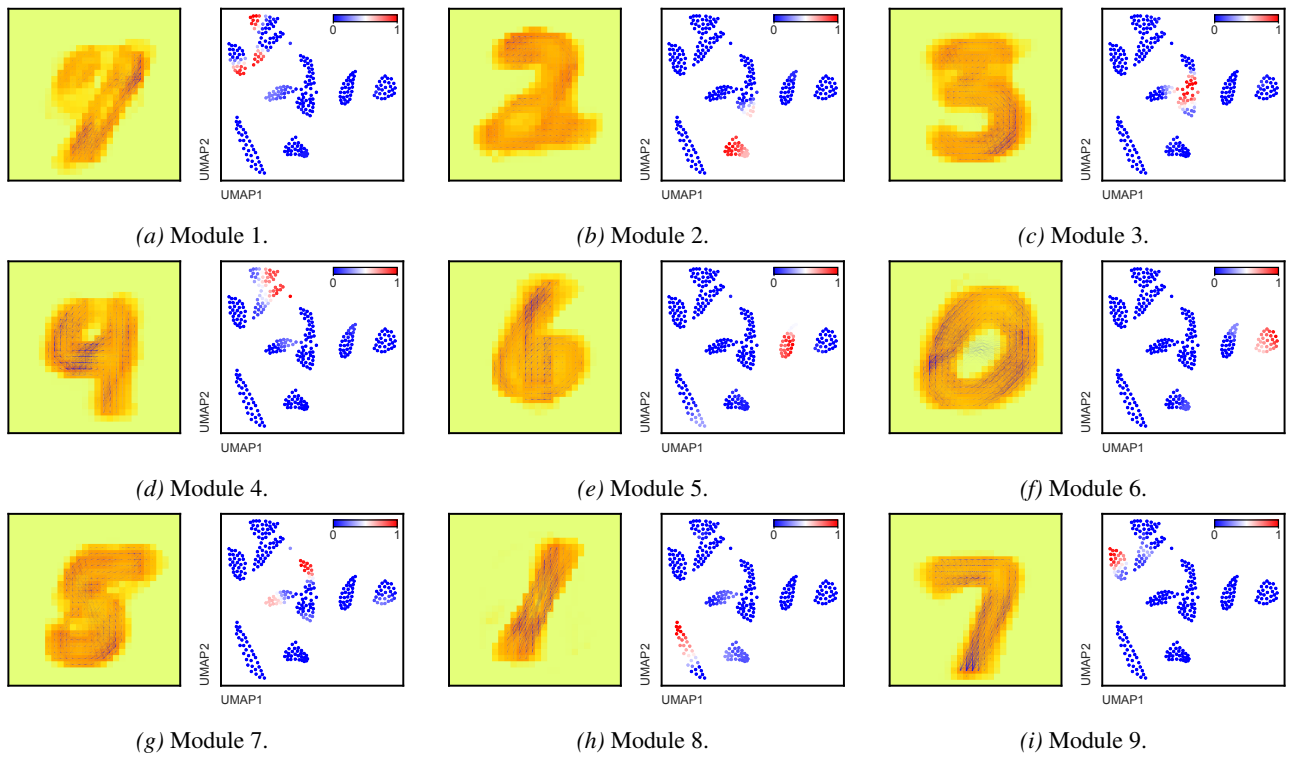 0 1
UMAP2
UMAP1
0 1
UMAP2
UMAP1
0 1
UMAP2
UMAP1
(a) Module 1.
(b) Module 2.
(c) Module 3.
0 1
UMAP2
UMAP1
0 1
UMAP2
UMAP1
0 1
UMAP2
UMAP1
(d) Module 4.
(e) Module 5.
(f) Module 6.
0 1
UMAP2
UMAP1
0 1
UMAP2
UMAP1
0 1
UMAP2
UMAP1
(g) Module 7.
(h) Module 8.
(i) Module 9.